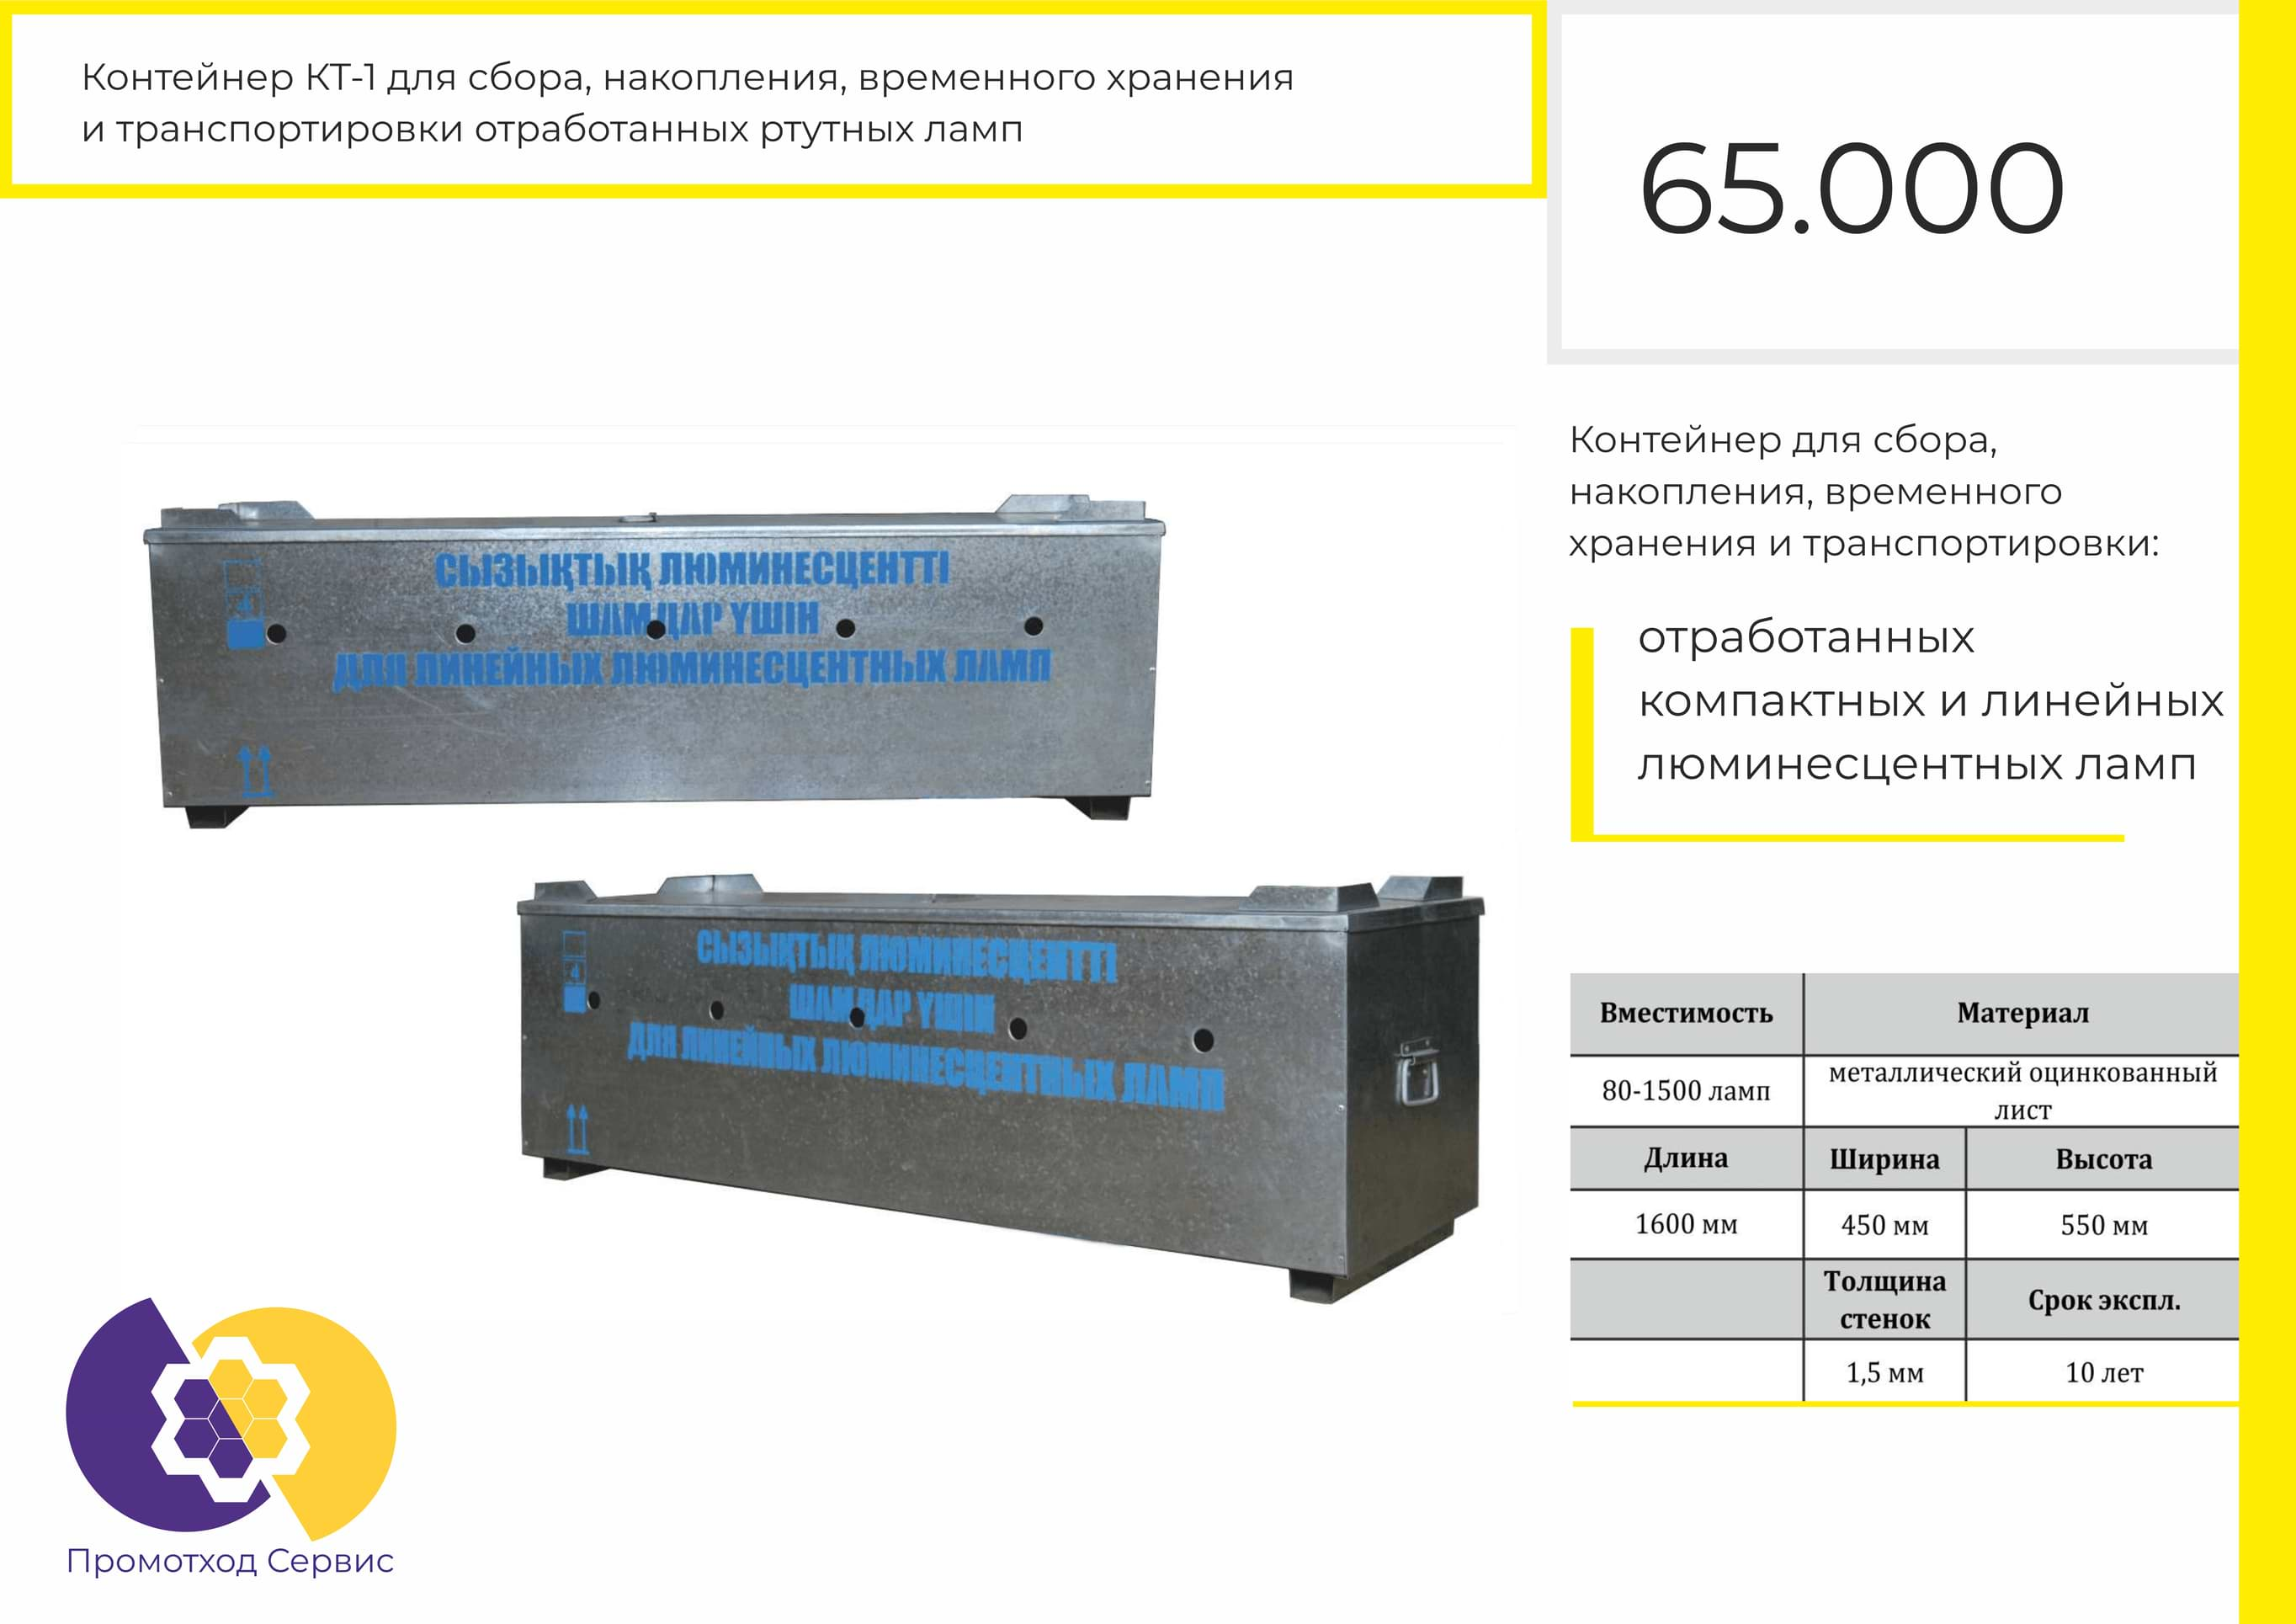 Контейнер КТ-1 для сбора, накопления, временного хранения
и транспортировки отработанных ртутных ламп
65.000
СЫЗЫҚТЫҚ ЛЮМИНЕСЦЕНТТІ
ШАМДАР ҮШІН
ДЛЯ ЛИНЕЙНЫХ ЛЮМИНЕСЦЕНТНЫХ ЛАМП
4
СЫЗЫҚТЫҚ ЛЮМИНЕСЦЕНТТІ
ШАМДАР ҮШІН
ДЛЯ ЛИНЕЙНЫХ ЛЮМИНЕСЦЕНТНЫХ ЛАМП
4
Контейнер для сбора,
накопления, временного
хранения и транспортировки:
отработанных
компактных и линейных
люминесцентных ламп
Вместимость Материал
80-1500 ламп металлический оцинкованный
лист
Длина Ширина Высота
1600 мм 450 мм 550 мм
Толщина
стенок Срок экспл.
1,5 мм 10 лет
Промотход Сервис